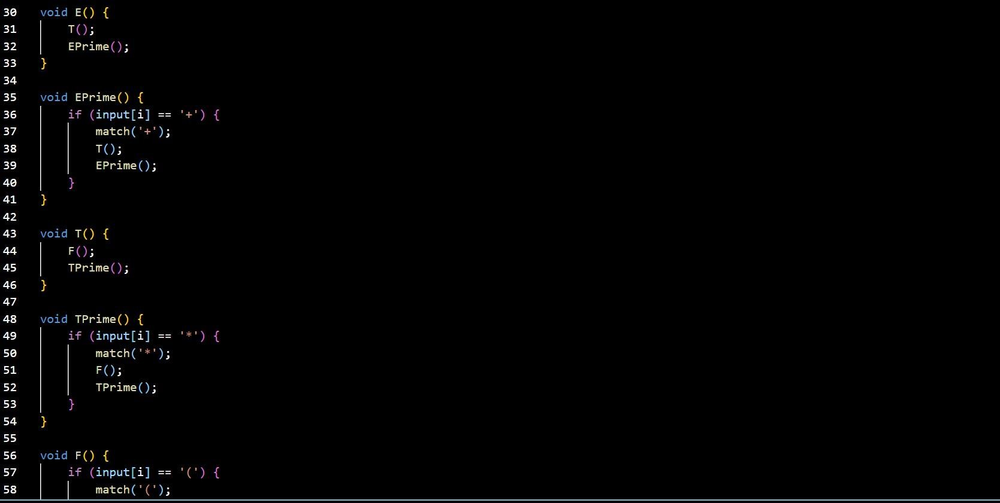 30 void E() {
31 T();
32 EPrime();
33 }
34
35 void EPrime() {
36 if (input[i] == '+') {
37 match('+');
38 T();
39 EPrime();
40 }
41 }
42
43 void T() {
44 F();
45 TPrime();
46 }
47
48 void TPrime() {
49 if (input[i] == '*') {
50 match('*');
51 F();
52 TPrime();
53 }
54 }
55
56 void F() {
57 if (input[i] == '(') {
58 match('(');